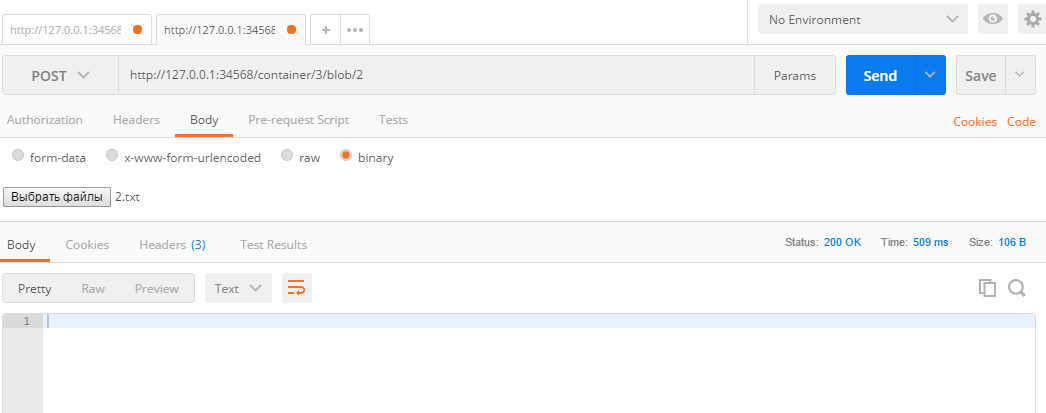 http://127.0.0.1:34568 http://127.0.0.1:34568 + ••• No Environment
POST http://127.0.0.1:34568/container/3/blob/2 Params Send Save
Authorization Headers Body Pre-request Script Tests Cookies Code
form-data x-www-form-urlencoded raw binary
Выбрать файлы 2.txt
Body Cookies Headers (3) Test Results Status: 200 OK Time: 509 ms Size: 106 B
Pretty Raw Preview Text
1